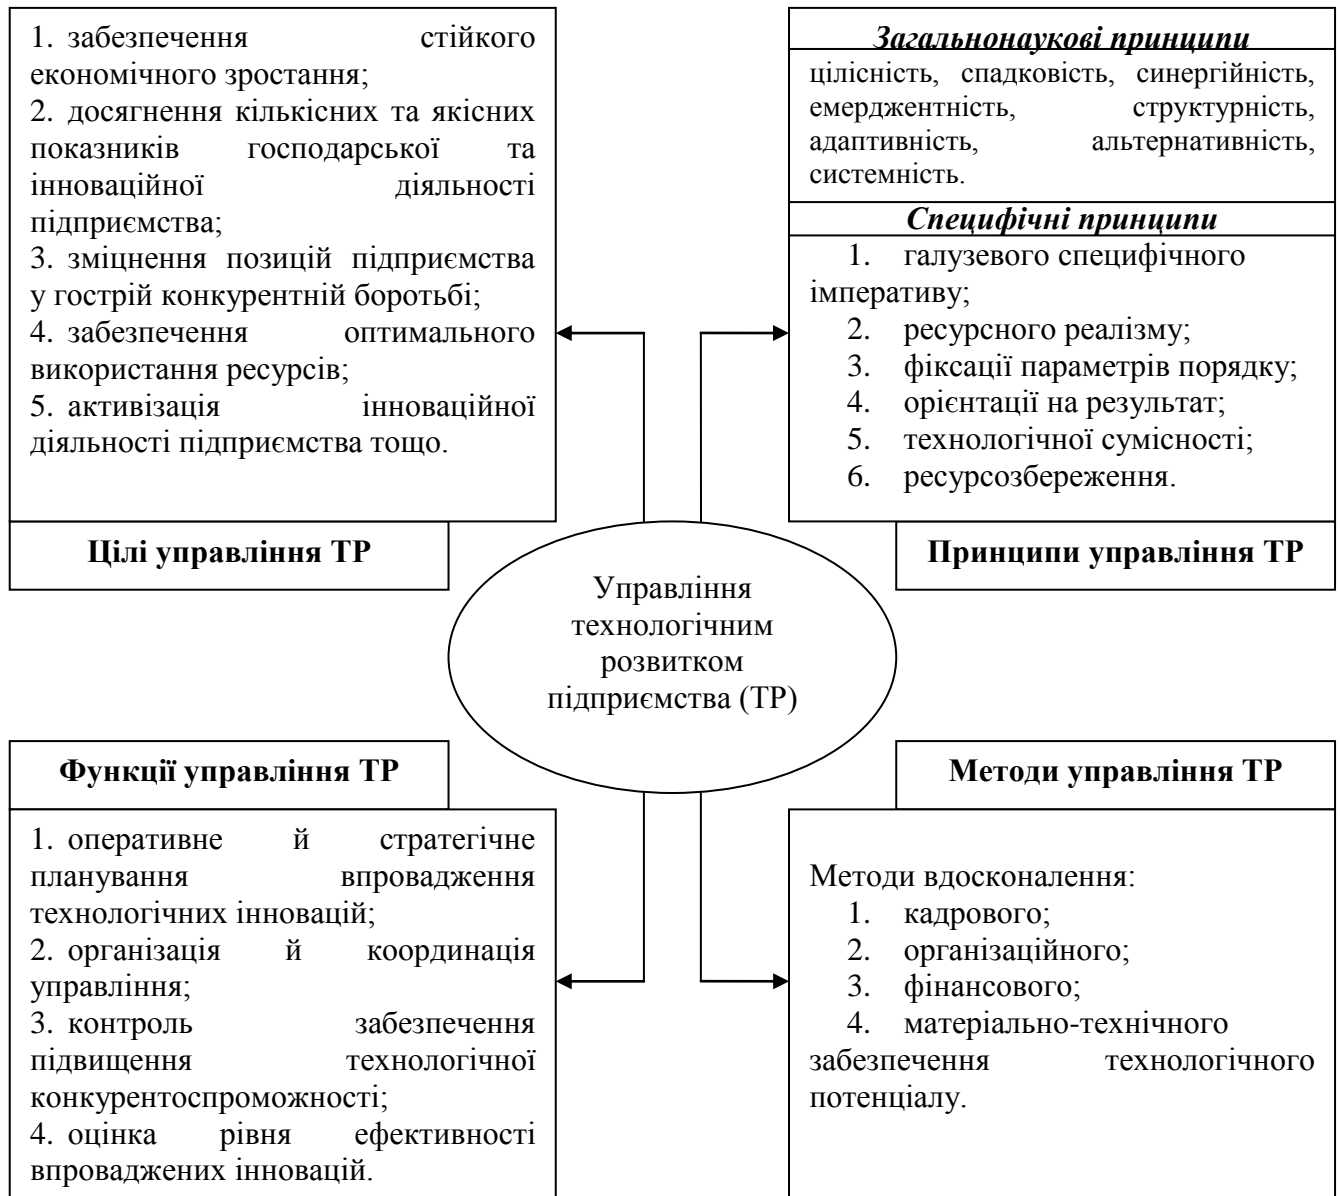 1. забезпечення стійкого
економічного зростання;
2. досягнення кількісних та якісних
показників господарської та
інноваційної діяльності
підприємства;
3. зміцнення позицій підприємства
у гострій конкурентній боротьбі;
4. забезпечення оптимального
використання ресурсів;
5. активізація інноваційної
діяльності підприємства тощо.
Цілі управління ТР
Загальнонаукові принципи
цілісність, спадковість, синергійність,
емерджентність, структурність,
адаптивність, альтернативність,
системність.
Специфічні принципи
1. галузевого специфічного
імперативу;
2. ресурсного реалізму;
3. фіксації параметрів порядку;
4. орієнтації на результат;
5. технологічної сумісності;
6. ресурсозбереження.
Принципи управління ТР
Управління
технологічним
розвитком
підприємства (ТР)
Функції управління ТР
1. оперативне й стратегічне
планування впровадження
технологічних інновацій;
2. організація й координація
управління;
3. контроль забезпечення
підвищення технологічної
конкурентоспроможності;
4. оцінка рівня ефективності
впроваджених інновацій.
Методи управління ТР
Методи вдосконалення:
1. кадрового;
2. організаційного;
3. фінансового;
4. матеріально-технічного
забезпечення технологічного
потенціалу.